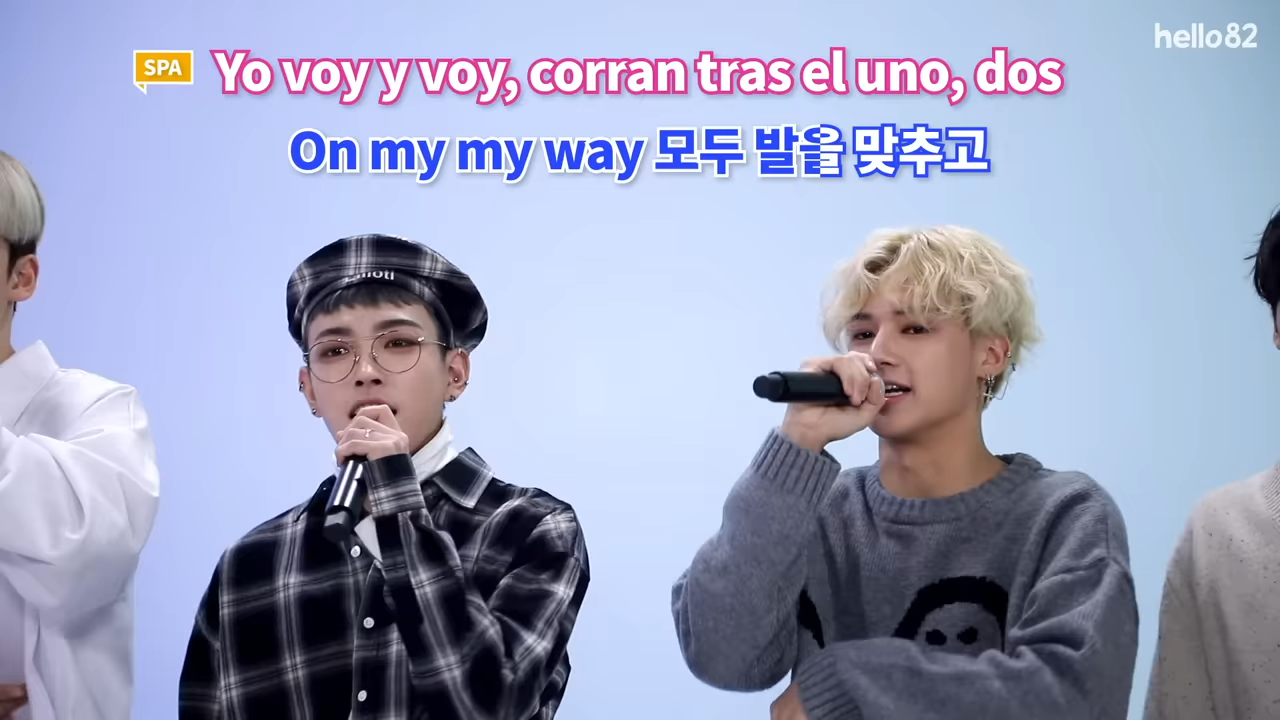 hello82
SPA
Yo voy y voy, corran tras el uno, dos
On my my way 모두 발을 맞추고